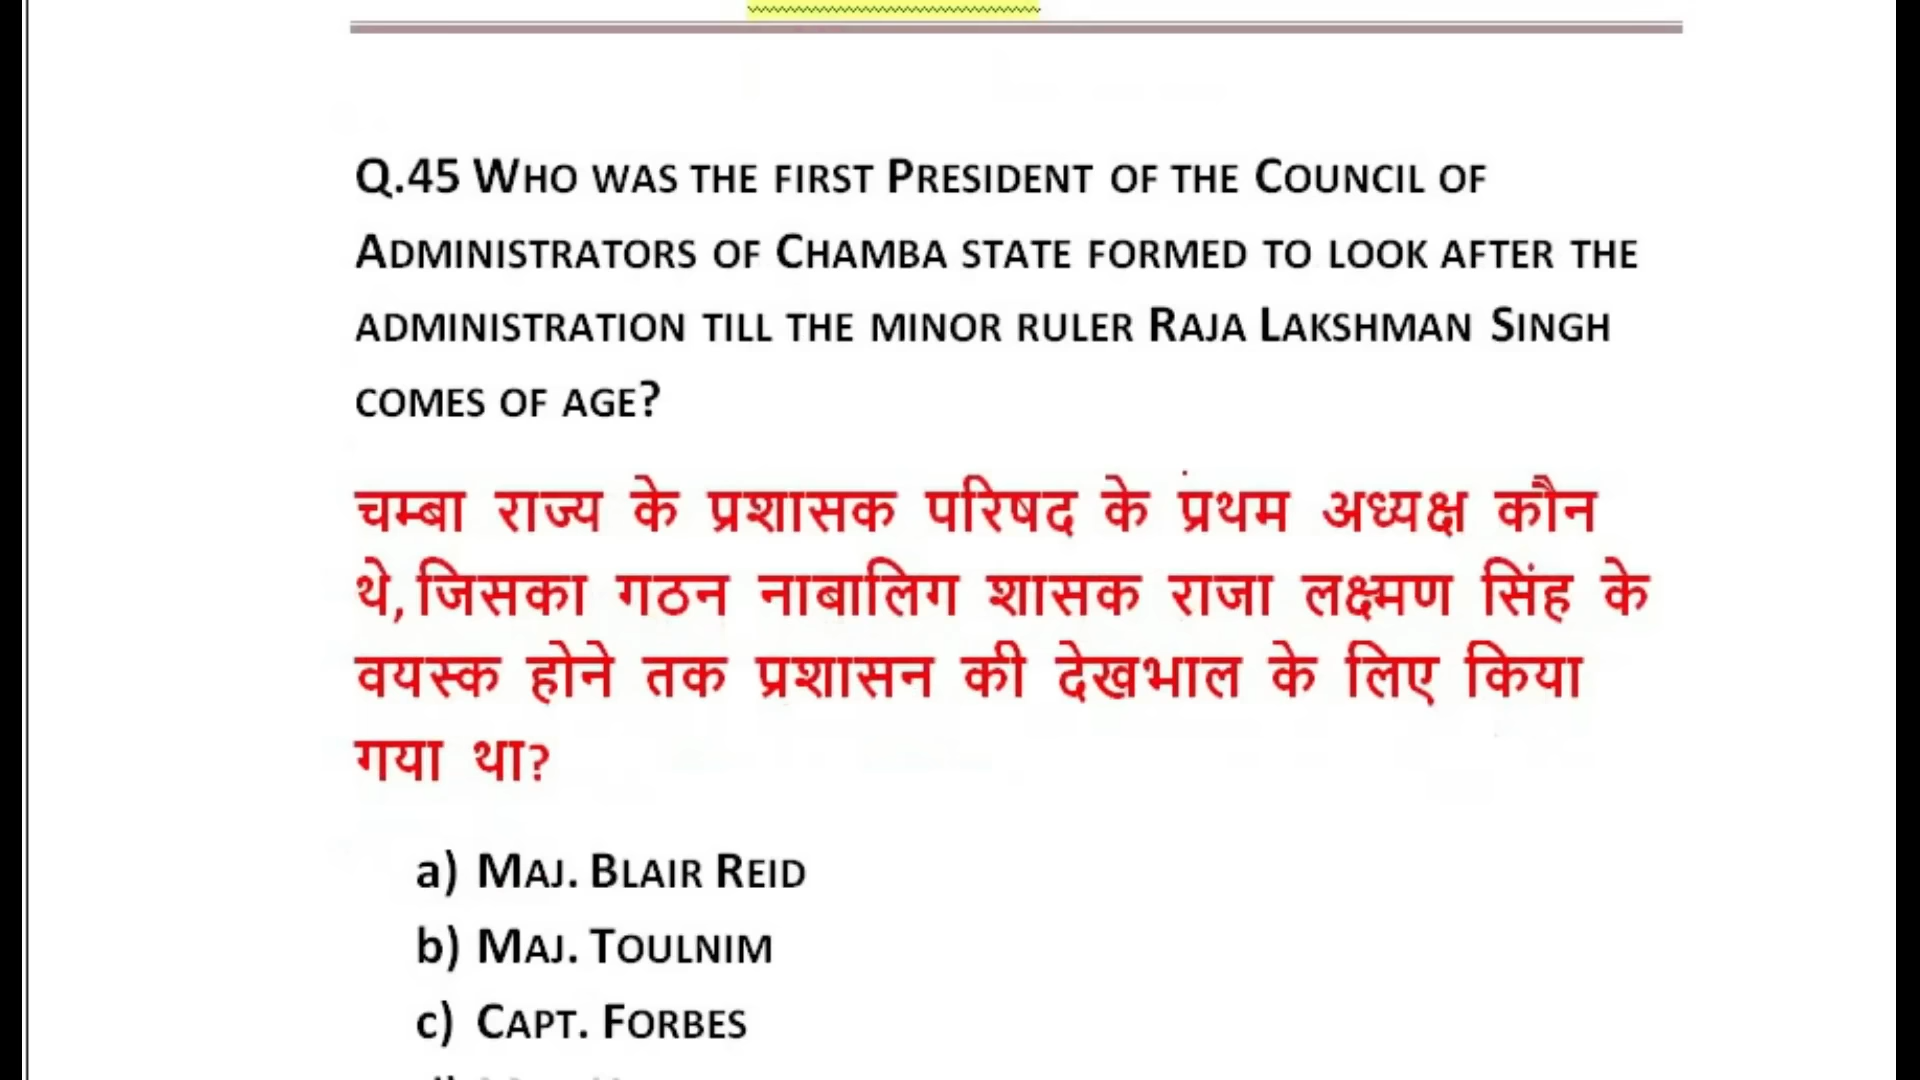 Q.45 Who was the first President of the Council of
Administrators of Chamba state formed to look after the
administration till the minor ruler Raja Lakshman Singh
comes of age?
चम्बा राज्य के प्रशासक परिषद के प्रथम अध्यक्ष कौन
थे,जिसका गठन नाबालिग शासक राजा लक्ष्मण सिंह के
वयस्क होने तक प्रशासन की देखभाल के लिए किया
गया था?
a) Maj. Blair Reid
b) Maj. Toulnim
c) Capt. Forbes